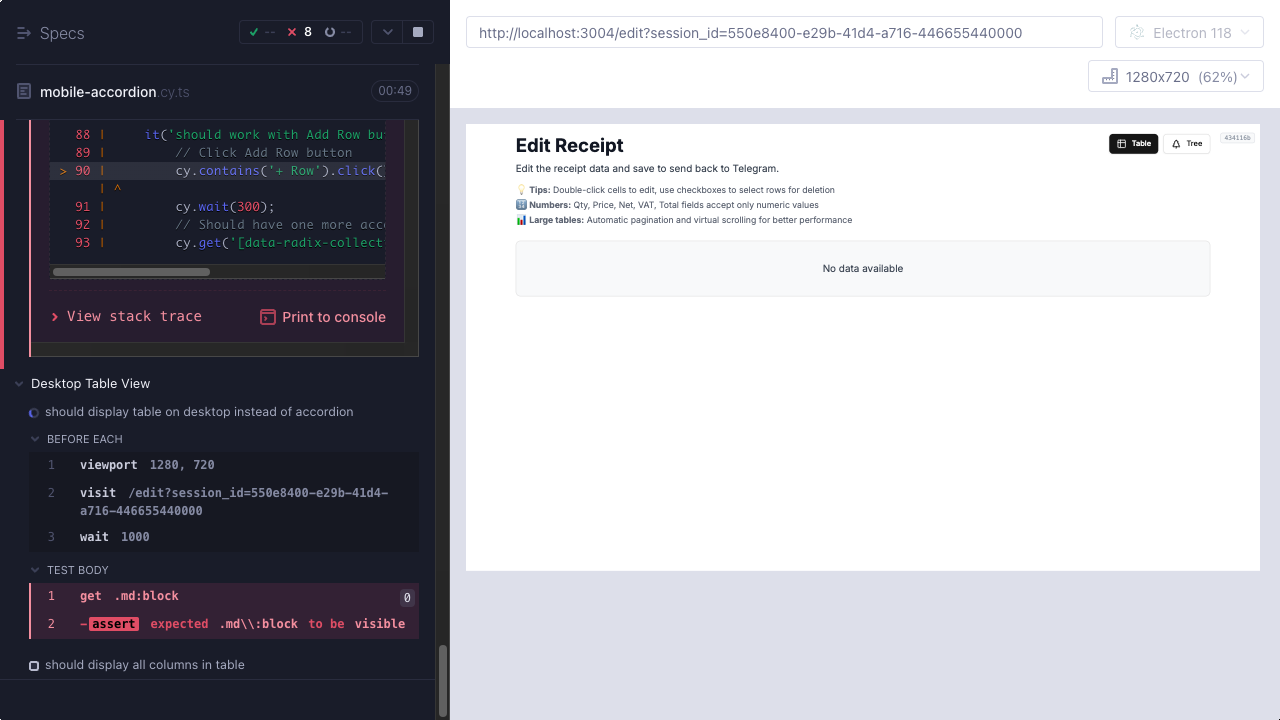 Specs
--
8
--
mobile-accordion.cy.ts
00:49
88 | it('should work with Add Row bu
89 | // Click Add Row button
> 90 | cy.contains('+ Row').click(
| ^
91 | cy.wait(300);
92 | // Should have one more acc
93 | cy.get('[data-radix-collect
View stack trace
Print to console
Desktop Table View
should display table on desktop instead of accordion
BEFORE EACH
1 viewport 1280, 720
2 visit /edit?session_id=550e8400-e29b-41d4-
a716-446655440000
3 wait 1000
TEST BODY
1 get .md:block 0
2 -assert expected .md\\:block to be visible
should display all columns in table
http://localhost:3004/edit?session_id=550e8400-e29b-41d4-a716-446655440000
Electron 118
1280x720 (62%)
Edit Receipt
Table
Tree
434116b
Edit the receipt data and save to send back to Telegram.
💡 Tips: Double-click cells to edit, use checkboxes to select rows for deletion
🔢 Numbers: Qty, Price, Net, VAT, Total fields accept only numeric values
📊 Large tables: Automatic pagination and virtual scrolling for better performance
No data available